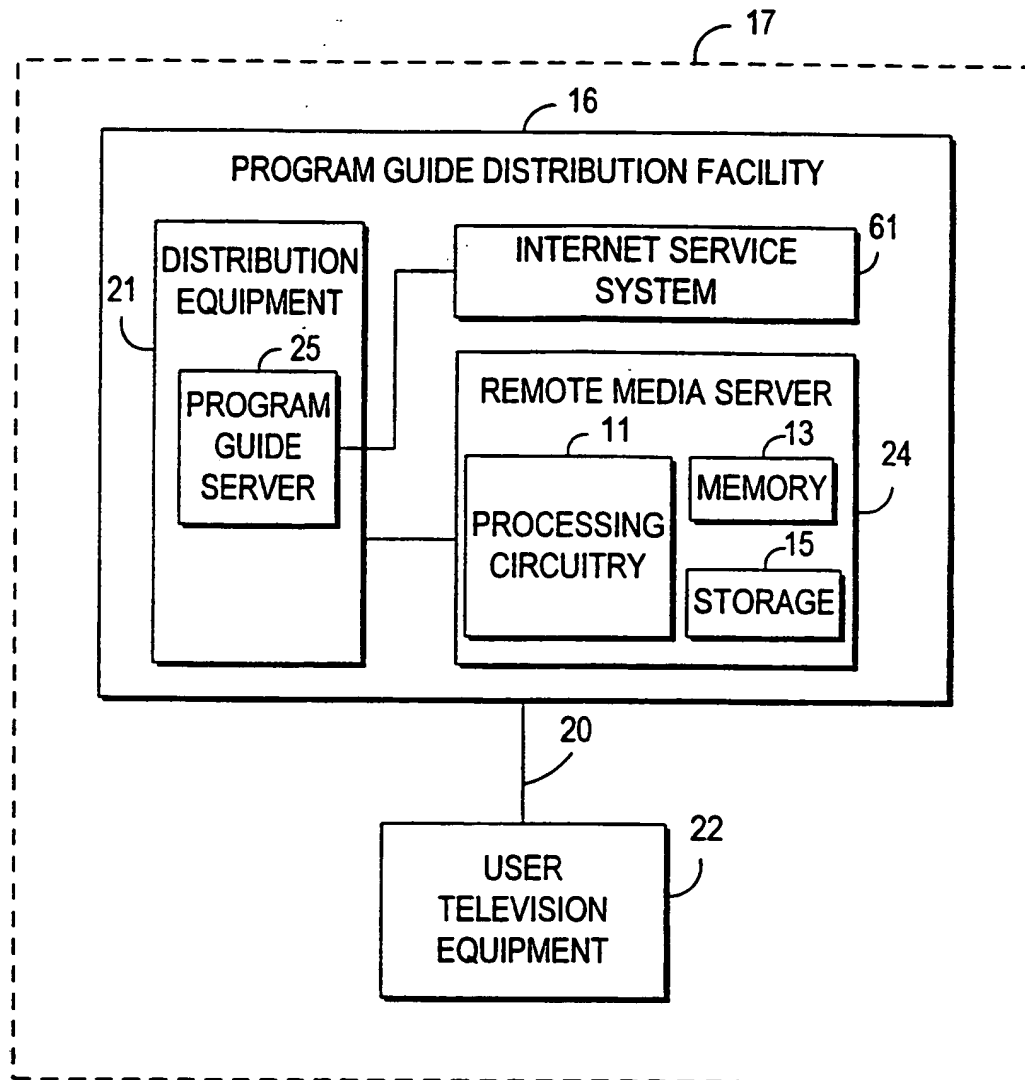 17
16
PROGRAM GUIDE DISTRIBUTION FACILITY
DISTRIBUTION
EQUIPMENT
21
25
PROGRAM
GUIDE
SERVER
INTERNET SERVICE
SYSTEM
61
REMOTE MEDIA SERVER
11
PROCESSING
CIRCUITRY
13
MEMORY
24
15
STORAGE
20
USER
TELEVISION
EQUIPMENT
22